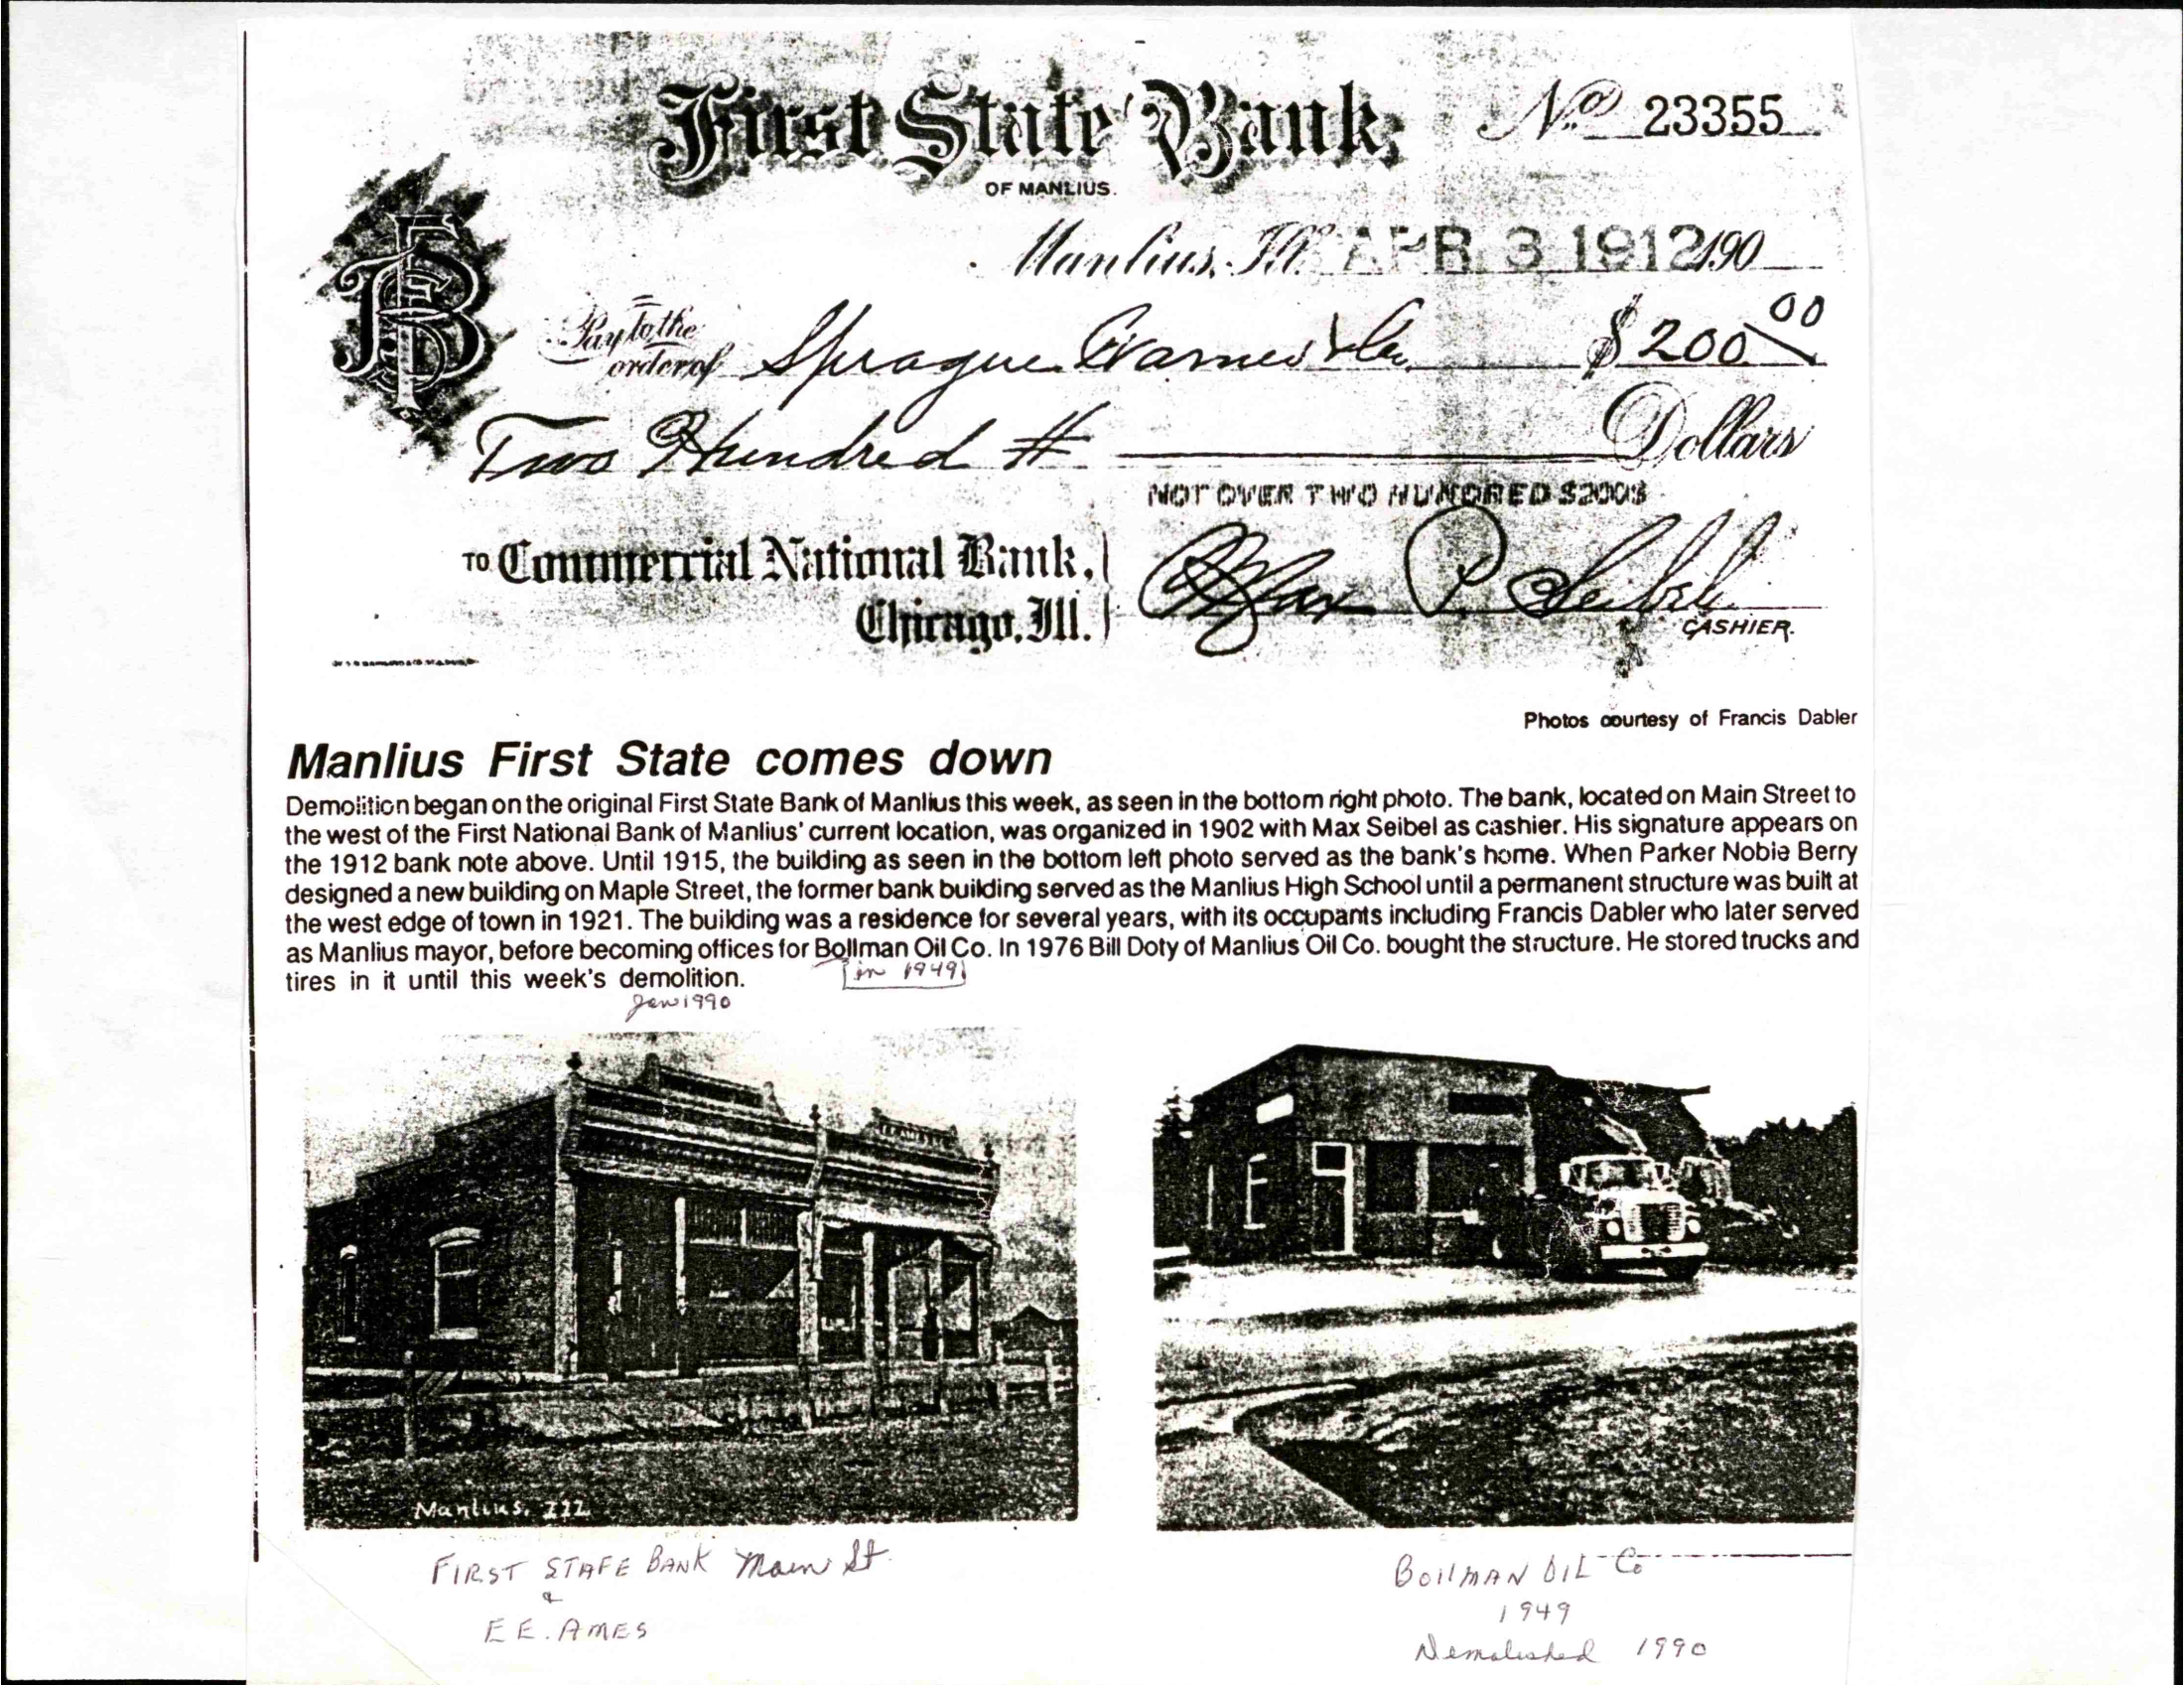 First State Bank,
No. 23355
OF MANLIUS.
Manlius, Ill. APR 3 1912 190
Pay to the
order of Sprague Warner & Co. $200 00
Two Hundred # Dollars
NOT OVER TWO HUNDRED $200$
TO Commercial National Bank,
Chicago, Ill.
Max P. Seibel
CASHIER.
Photos courtesy of Francis Dabler
Manlius First State comes down
Demolition began on the original First State Bank of Manlius this week, as seen in the bottom right photo. The bank, located on Main Street to
the west of the First National Bank of Manlius' current location, was organized in 1902 with Max Seibel as cashier. His signature appears on
the 1912 bank note above. Until 1915, the building as seen in the bottom left photo served as the bank's home. When Parker Noble Berry
designed a new building on Maple Street, the former bank building served as the Manlius High School until a permanent structure was built at
the west edge of town in 1921. The building was a residence for several years, with its occupants including Francis Dabler who later served
as Manlius mayor, before becoming offices for Bollman Oil Co. In 1976 Bill Doty of Manlius Oil Co. bought the structure. He stored trucks and
tires in it until this week's demolition.
in 1949
Jan 1990
Manlius, ILL
FIRST STATE BANK Main St
&
E E. AMES
BOllMAN OIL Co
1949
Demolished 1990